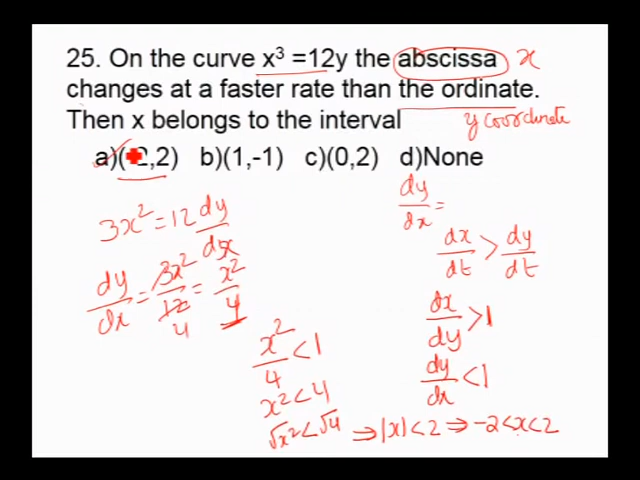 25. On the curve x³ =12y the abscissa x
changes at a faster rate than the ordinate.
Then x belongs to the interval y coordinate
a)(-2,2) b)(1,-1) c)(0,2) d)None
3x² = 12 dy/dx
dy/dx = 3x²/12 = x²/4
4
x²/4 < 1
x² < 4
√x² < √4 ⇒ |x| < 2 ⇒ -2 < x < 2
dy/dx =
dx/dt > dy/dt
dx/dy > 1
dy/dx < 1